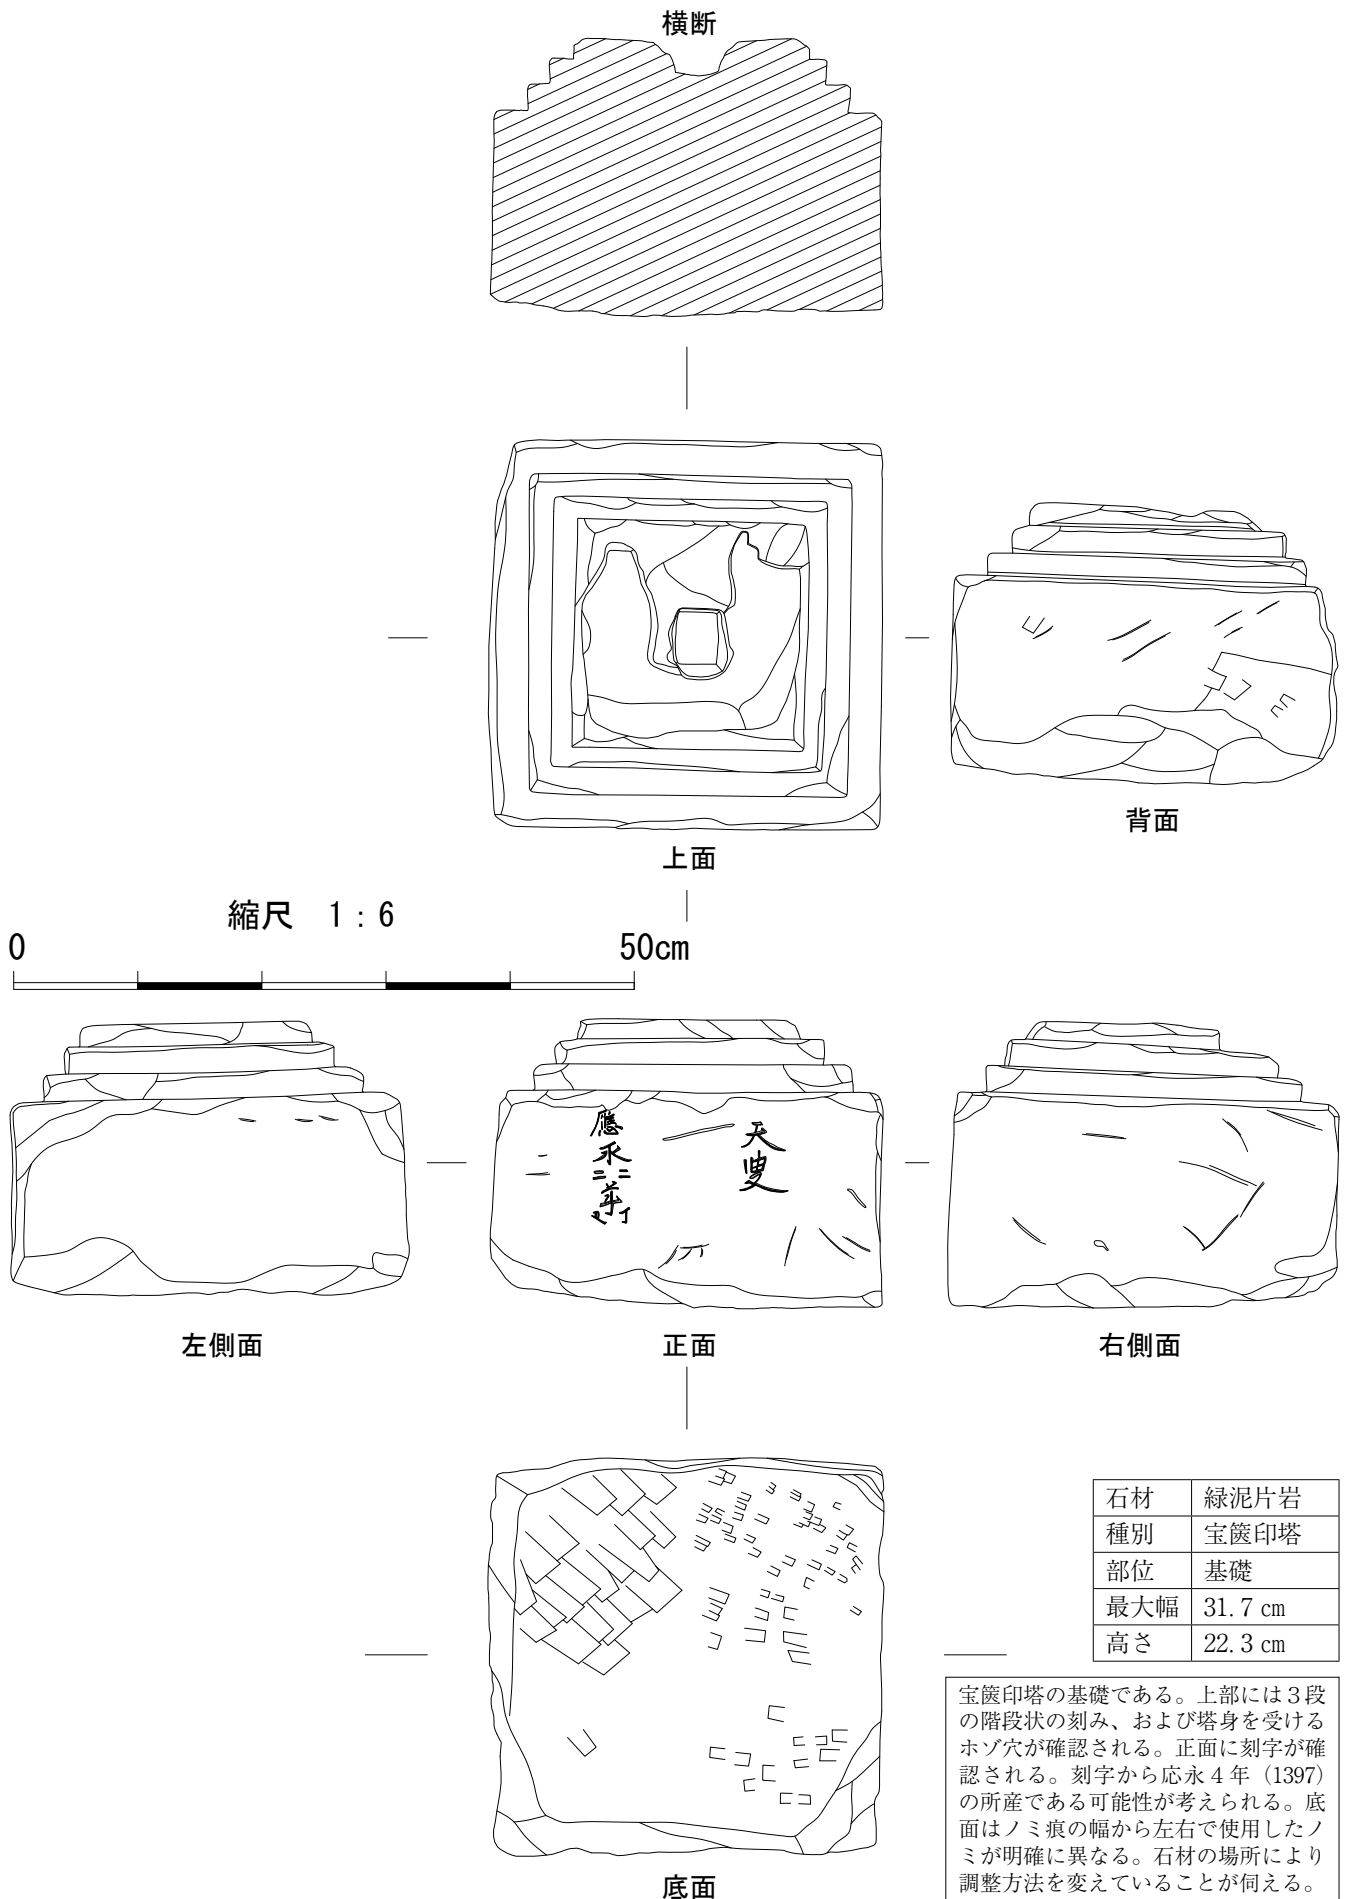 横断
上面
背面
縮尺 1:6
0 50cm
應永
二二年
丁
天叟
左側面
正面
右側面
底面
石材 緑泥片岩
種別 宝篋印塔
部位 基礎
最大幅 31.7 cm
高さ 22.3 cm
宝篋印塔の基礎である。上部には3段
の階段状の刻み、および塔身を受ける
ホゾ穴が確認される。正面に刻字が確
認される。刻字から応永4年(1397)
の所産である可能性が考えられる。底
面はノミ痕の幅から左右で使用したノ
ミが明確に異なる。石材の場所により
調整方法を変えていることが伺える。